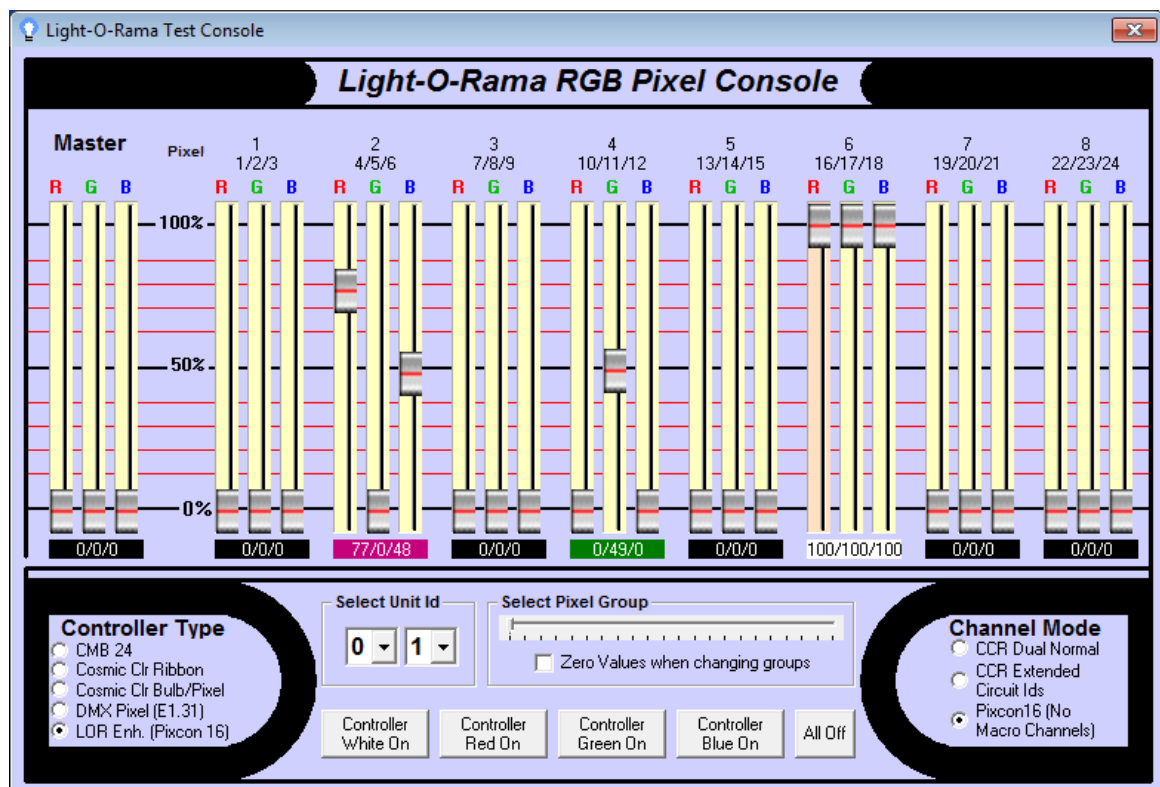 Light-O-Rama Test Console
Light-O-Rama RGB Pixel Console
Master Pixel 1 2 3 4 5 6 7 8
1/2/3 4/5/6 7/8/9 10/11/12 13/14/15 16/17/18 19/20/21 22/23/24
R G B R G B R G B R G B R G B R G B R G B R G B R G B
100%
50%
0%
0/0/0 0/0/0 77/0/48 0/0/0 0/49/0 0/0/0 100/100/100 0/0/0 0/0/0
Controller Type
CMB 24
Cosmic Clr Ribbon
Cosmic Clr Bulb/Pixel
DMX Pixel (E1.31)
LOR Enh. (Pixcon 16)
Select Unit Id
0 1
Select Pixel Group
Zero Values when changing groups
Controller White On
Controller Red On
Controller Green On
Controller Blue On
All Off
Channel Mode
CCR Dual Normal
CCR Extended
Circuit Ids
Pixcon16 (No
Macro Channels)